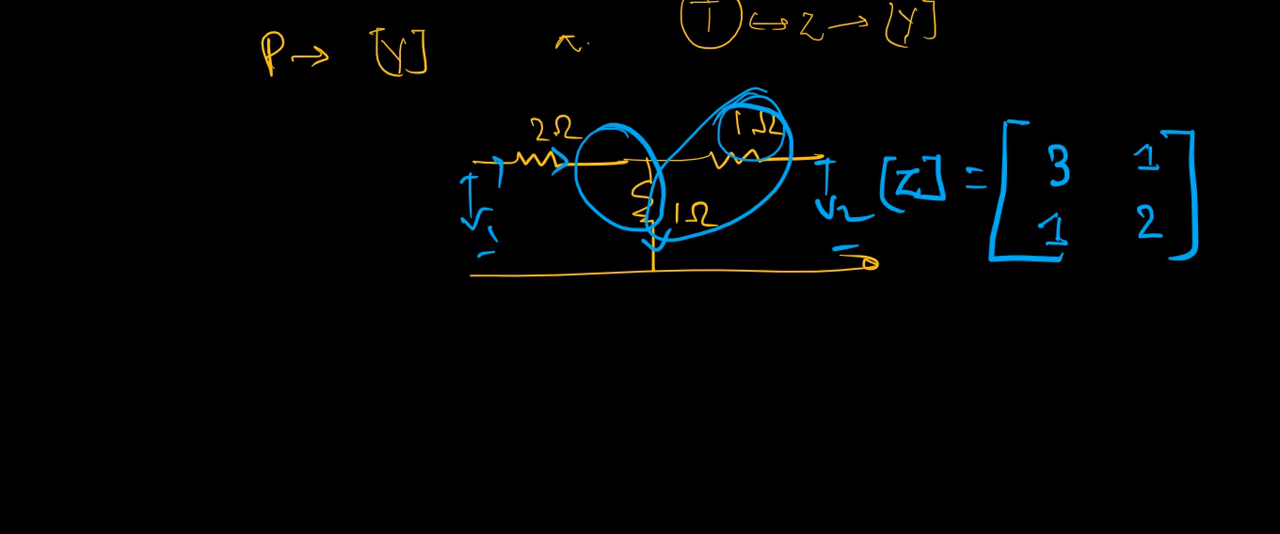 T ↔ Z → [Y]
P → [Y]
2Ω
1Ω
1Ω
V1
V2
[Z] = [3 1
1 2]